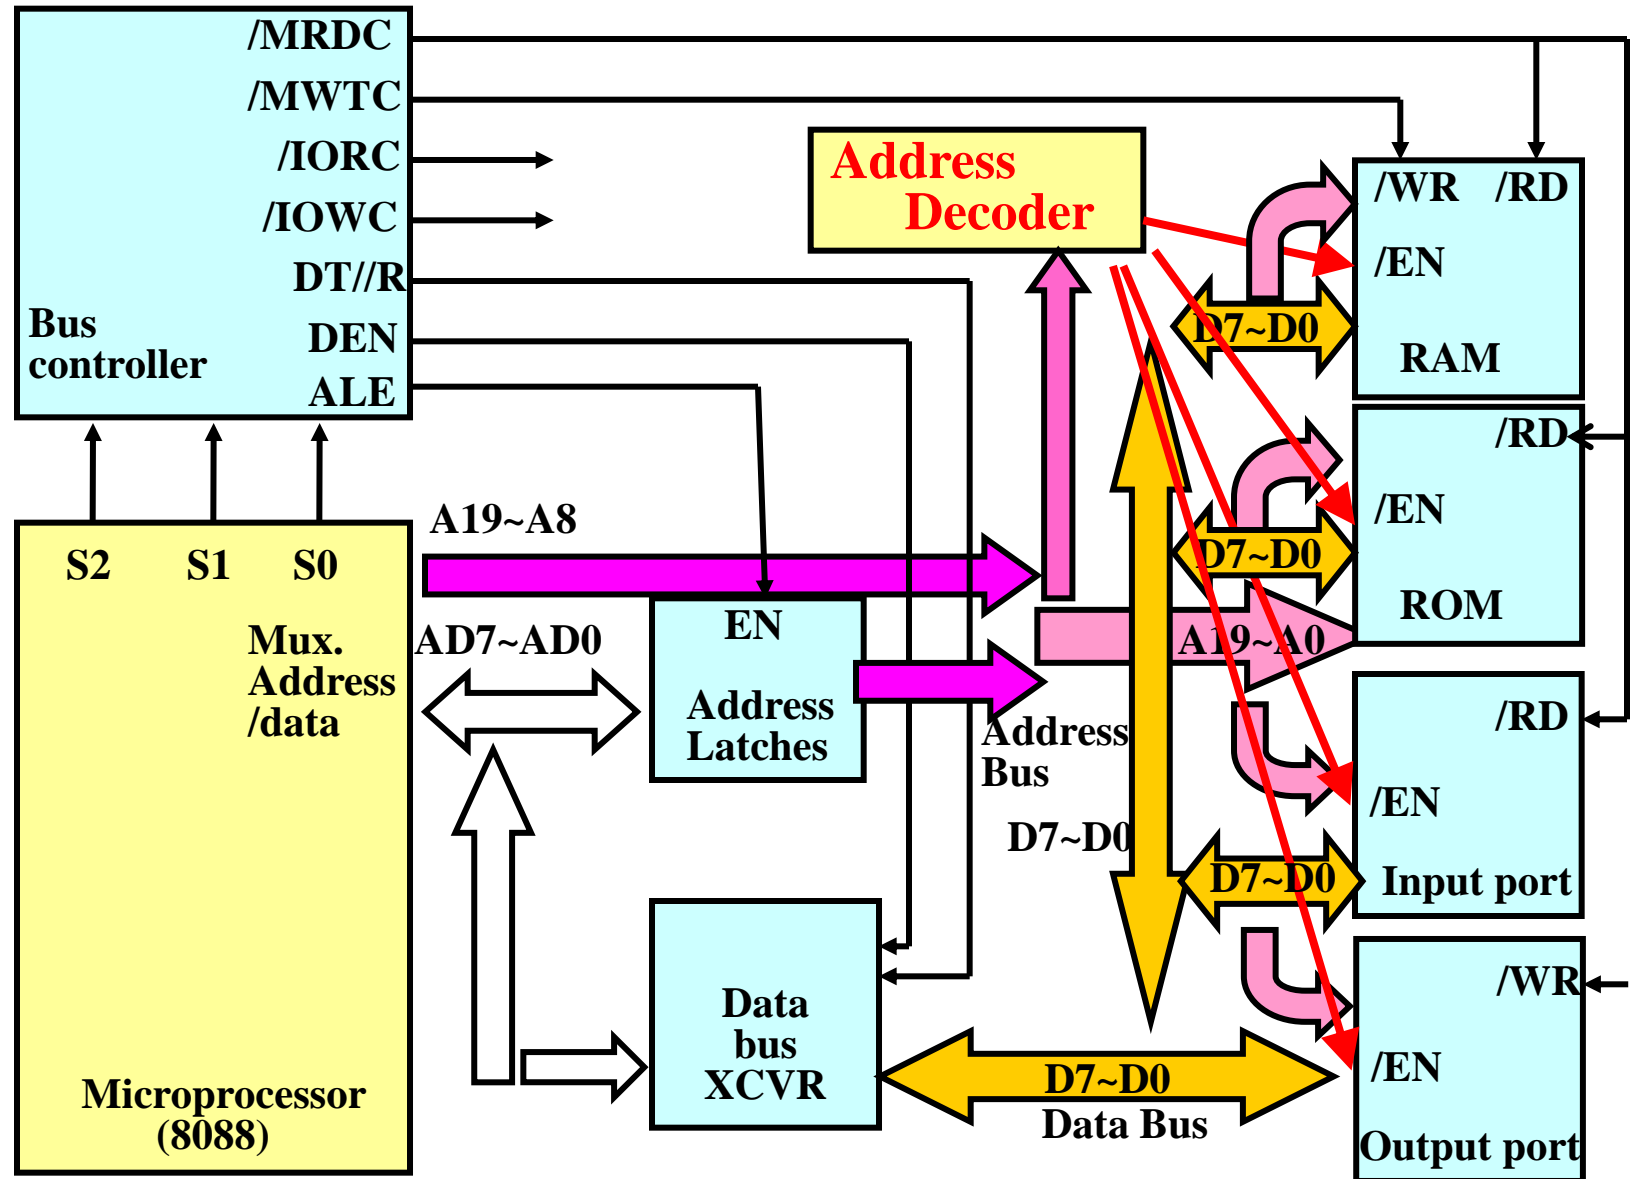 /MRDC
/MWTC
/IORC
/IOWC
DT//R
DEN
ALE
Bus
controller
S2 S1 S0
Mux.
Address
/data
Microprocessor
(8088)
A19~A8
AD7~AD0
EN
Address
Latches
Data
bus
XCVR
Address
Decoder
Address
Bus
D7~D0
D7~D0
Data Bus
A19~A0
D7~D0
/WR /RD
/EN
RAM
D7~D0
/RD
/EN
ROM
/RD
/EN
D7~D0
Input port
/WR
/EN
Output port